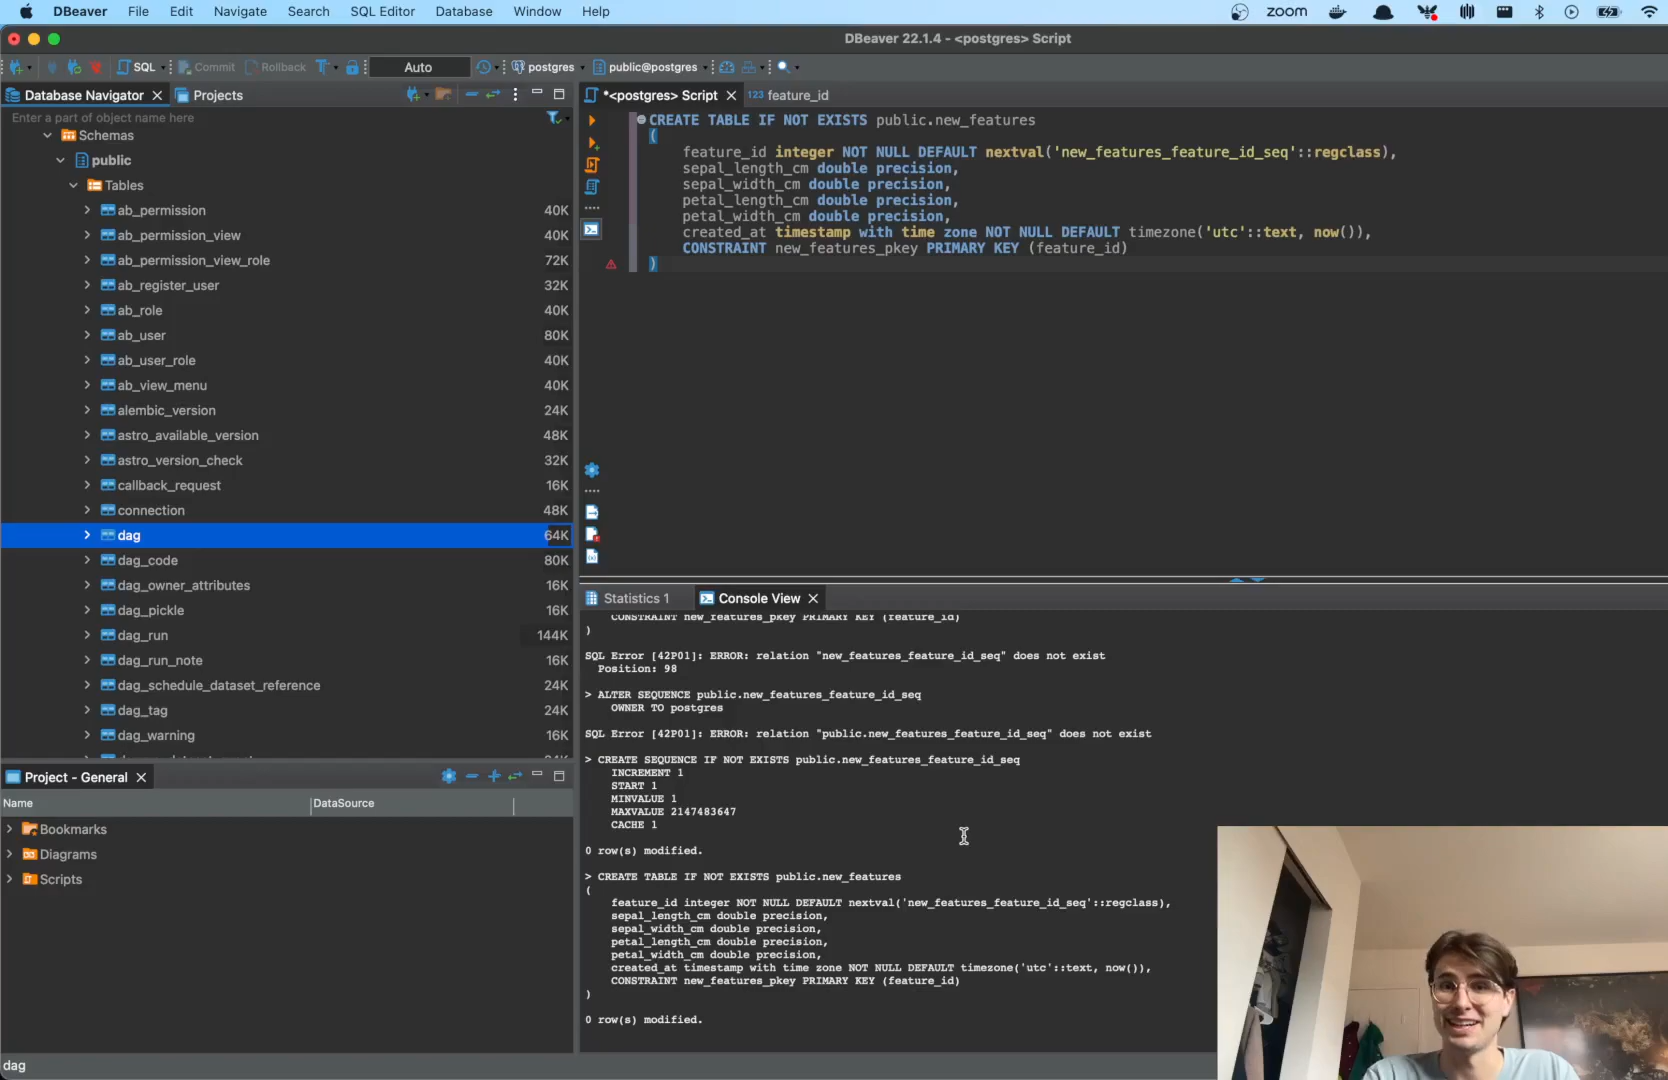 DBeaver File Edit Navigate Search SQL Editor Database Window Help zoom
DBeaver 22.1.4 - <postgres> Script
SQL Commit Rollback Auto postgres public@postgres
Database Navigator Projects
Enter a part of object name here
Schemas
public
Tables
ab_permission 40K
ab_permission_view 40K
ab_permission_view_role 72K
ab_register_user 32K
ab_role 40K
ab_user 80K
ab_user_role 40K
ab_view_menu 40K
alembic_version 24K
astro_available_version 48K
astro_version_check 32K
callback_request 16K
connection 48K
dag 64K
dag_code 80K
dag_owner_attributes 16K
dag_pickle 16K
dag_run 144K
dag_run_note 16K
dag_schedule_dataset_reference 24K
dag_tag 24K
dag_warning 16K
Project - General
Name DataSource
Bookmarks
Diagrams
Scripts
dag
*<postgres> Script 123 feature_id
CREATE TABLE IF NOT EXISTS public.new_features
(
feature_id integer NOT NULL DEFAULT nextval('new_features_feature_id_seq'::regclass),
sepal_length_cm double precision,
sepal_width_cm double precision,
petal_length_cm double precision,
petal_width_cm double precision,
created_at timestamp with time zone NOT NULL DEFAULT timezone('utc'::text, now()),
CONSTRAINT new_features_pkey PRIMARY KEY (feature_id)
)
Statistics 1 Console View
CONSTRAINT new_features_pkey PRIMARY KEY (feature_id)
)
SQL Error [42P01]: ERROR: relation "new_features_feature_id_seq" does not exist
Position: 98
> ALTER SEQUENCE public.new_features_feature_id_seq
OWNER TO postgres
SQL Error [42P01]: ERROR: relation "public.new_features_feature_id_seq" does not exist
> CREATE SEQUENCE IF NOT EXISTS public.new_features_feature_id_seq
INCREMENT 1
START 1
MINVALUE 1
MAXVALUE 2147483647
CACHE 1
0 row(s) modified.
> CREATE TABLE IF NOT EXISTS public.new_features
(
feature_id integer NOT NULL DEFAULT nextval('new_features_feature_id_seq'::regclass),
sepal_length_cm double precision,
sepal_width_cm double precision,
petal_length_cm double precision,
petal_width_cm double precision,
created_at timestamp with time zone NOT NULL DEFAULT timezone('utc'::text, now()),
CONSTRAINT new_features_pkey PRIMARY KEY (feature_id)
)
0 row(s) modified.